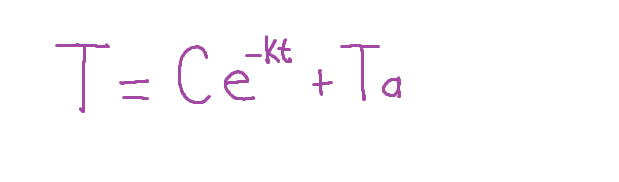 T = Ce^{-kt} + Ta